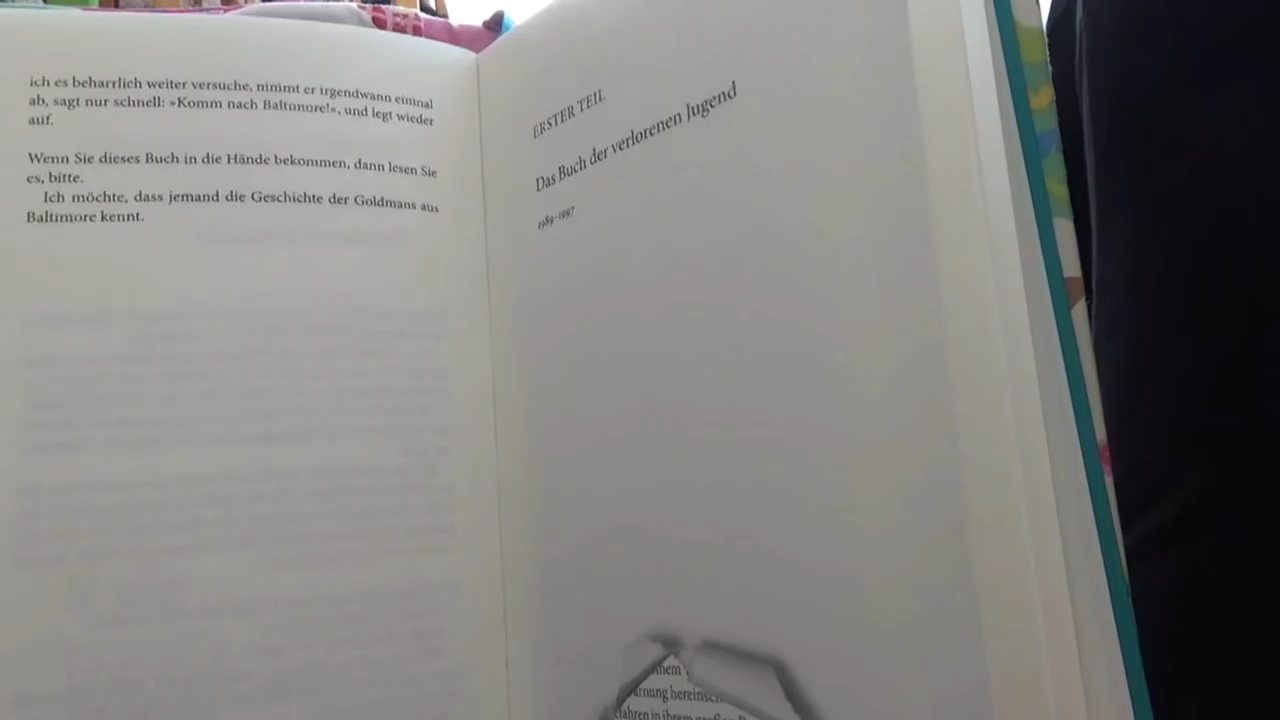 ich es beharrlich weiter versuche, nimmt er irgendwann einmal
ab, sagt nur schnell: »Komm nach Baltimore!«, und legt wieder
auf.
Wenn Sie dieses Buch in die Hände bekommen, dann lesen Sie
es, bitte.
Ich möchte, dass jemand die Geschichte der Goldmans aus
Baltimore kennt.
ERSTER TEIL
Das Buch der verlorenen Jugend
1989–1997